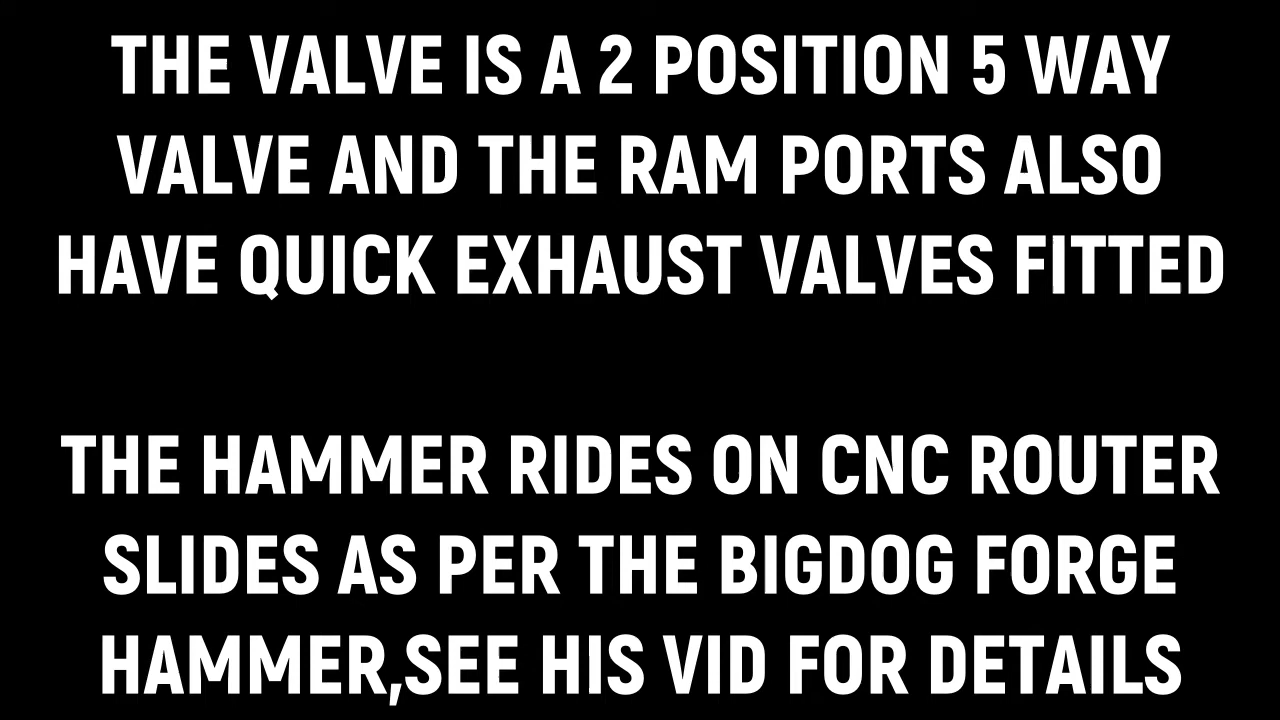 THE VALVE IS A 2 POSITION 5 WAY
VALVE AND THE RAM PORTS ALSO
HAVE QUICK EXHAUST VALVES FITTED
THE HAMMER RIDES ON CNC ROUTER
SLIDES AS PER THE BIGDOG FORGE
HAMMER,SEE HIS VID FOR DETAILS